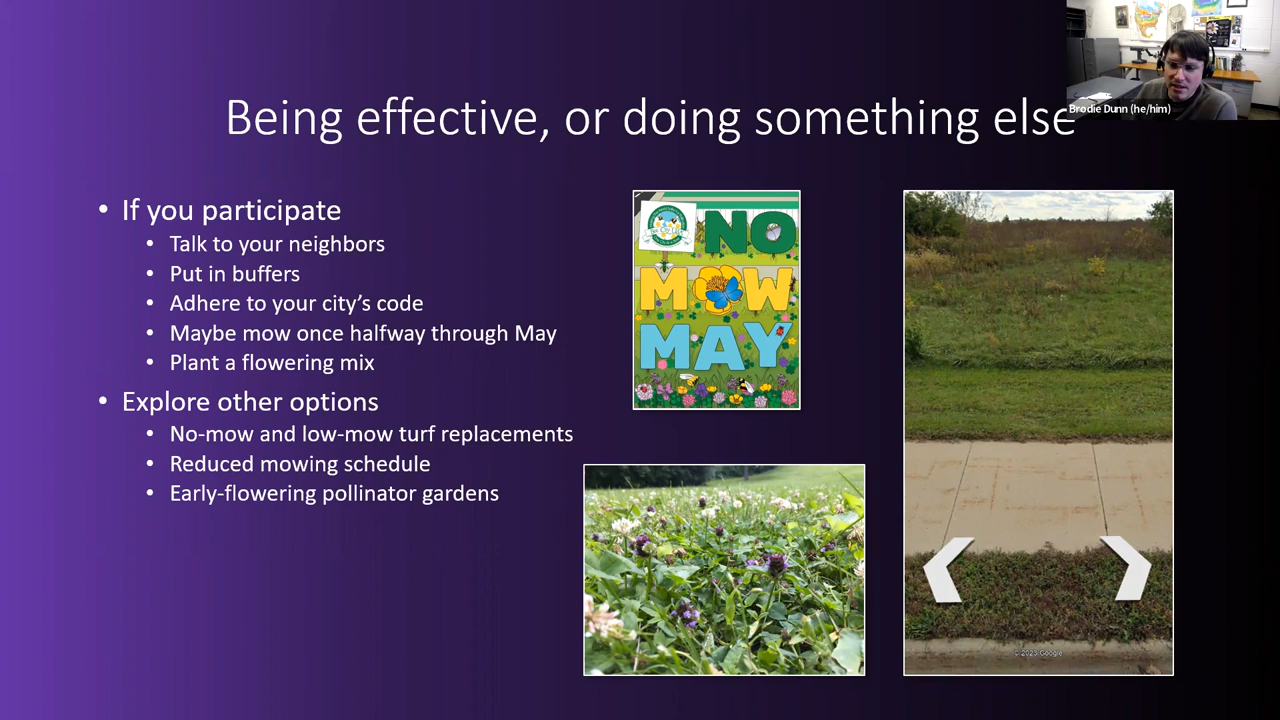 Brodie Dunn (he/him)
Being effective, or doing something else
• If you participate
• Talk to your neighbors
• Put in buffers
• Adhere to your city's code
• Maybe mow once halfway through May
• Plant a flowering mix
• Explore other options
• No-mow and low-mow turf replacements
• Reduced mowing schedule
• Early-flowering pollinator gardens
NO
MOW
MAY
© 2023 Google